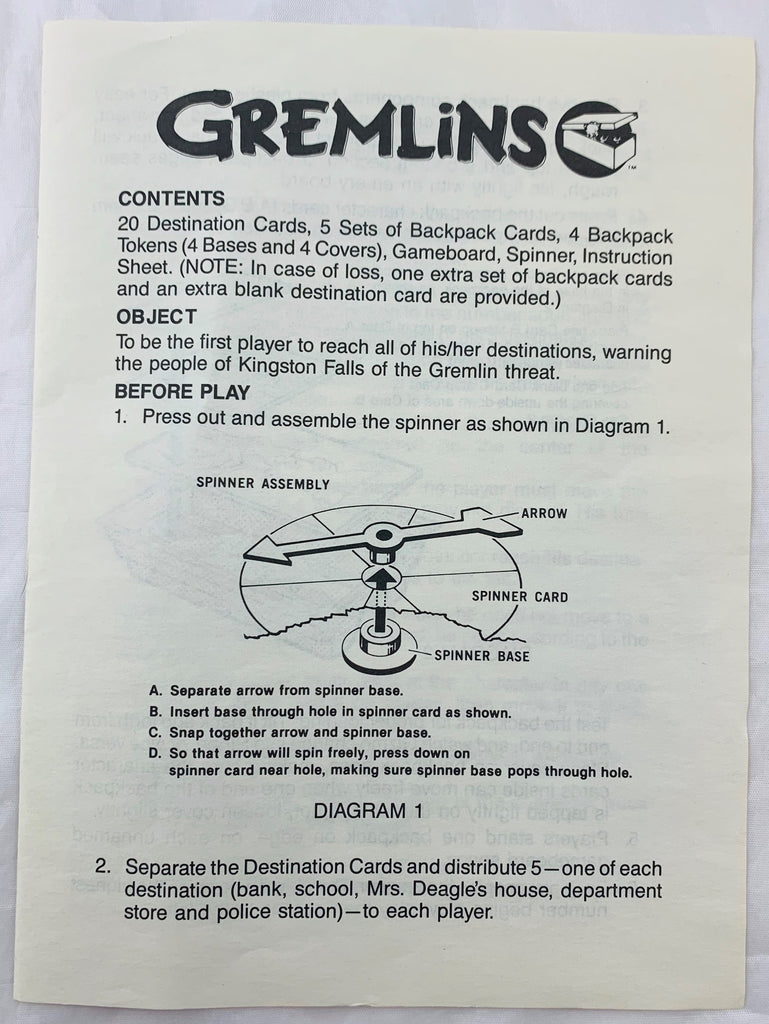 GREMLINS
TM
CONTENTS
20 Destination Cards, 5 Sets of Backpack Cards, 4 Backpack
Tokens (4 Bases and 4 Covers), Gameboard, Spinner, Instruction
Sheet. (NOTE: In case of loss, one extra set of backpack cards
and an extra blank destination card are provided.)
OBJECT
To be the first player to reach all of his/her destinations, warning
the people of Kingston Falls of the Gremlin threat.
BEFORE PLAY
1. Press out and assemble the spinner as shown in Diagram 1.
SPINNER ASSEMBLY
ARROW
SPINNER CARD
SPINNER BASE
A. Separate arrow from spinner base.
B. Insert base through hole in spinner card as shown.
C. Snap together arrow and spinner base.
D. So that arrow will spin freely, press down on
spinner card near hole, making sure spinner base pops through hole.
DIAGRAM 1
2. Separate the Destination Cards and distribute 5—one of each
destination (bank, school, Mrs. Deagle's house, department
store and police station)—to each player.